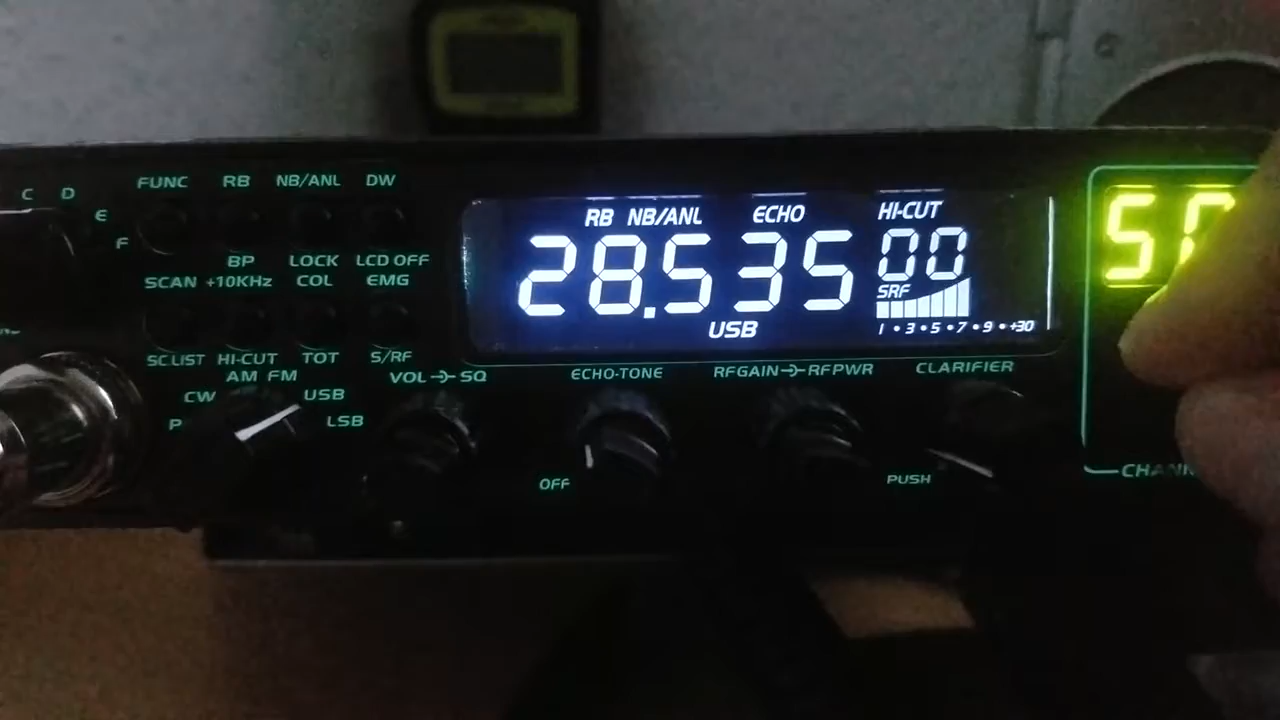 C D
E
F
FUNC RB NB/ANL DW
BP LOCK LCD OFF
SCAN +10KHz COL EMG
SC LIST HI-CUT TOT S/RF
AM FM
CW USB
P LSB
RB NB/ANL ECHO HI-CUT
28.535 00
SRF
USB 1•3•5•7•9•+30
VOL SQ ECHO-TONE RFGAIN RFPWR CLARIFIER
OFF PUSH
5